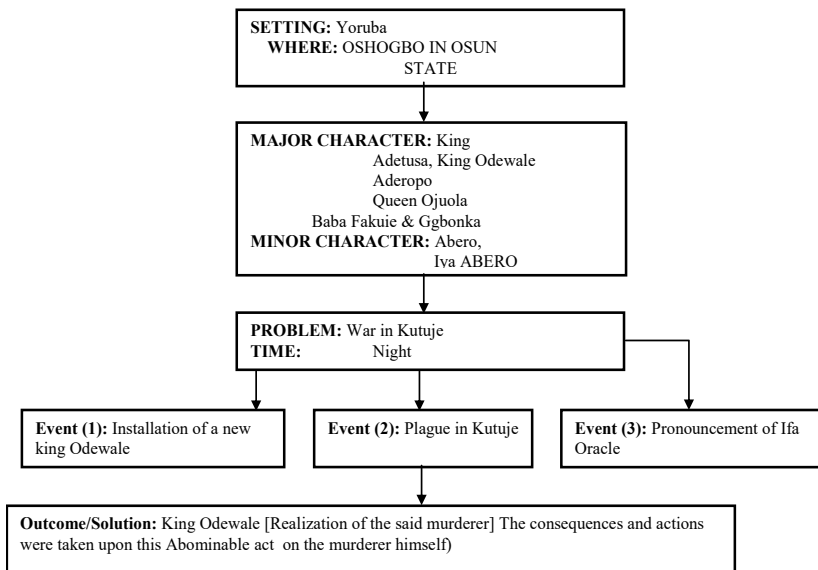 SETTING: Yoruba
WHERE: OSHOGBO IN OSUN
STATE
MAJOR CHARACTER: King
Adetusa, King Odewale
Aderopo
Queen Ojuola
Baba Fakuie & Ggbonka
MINOR CHARACTER: Abero,
Iya ABERO
PROBLEM: War in Kutuje
TIME: Night
Event (1): Installation of a new
king Odewale
Event (2): Plague in Kutuje
Event (3): Pronouncement of Ifa
Oracle
Outcome/Solution: King Odewale [Realization of the said murderer] The consequences and actions
were taken upon this Abominable act on the murderer himself)